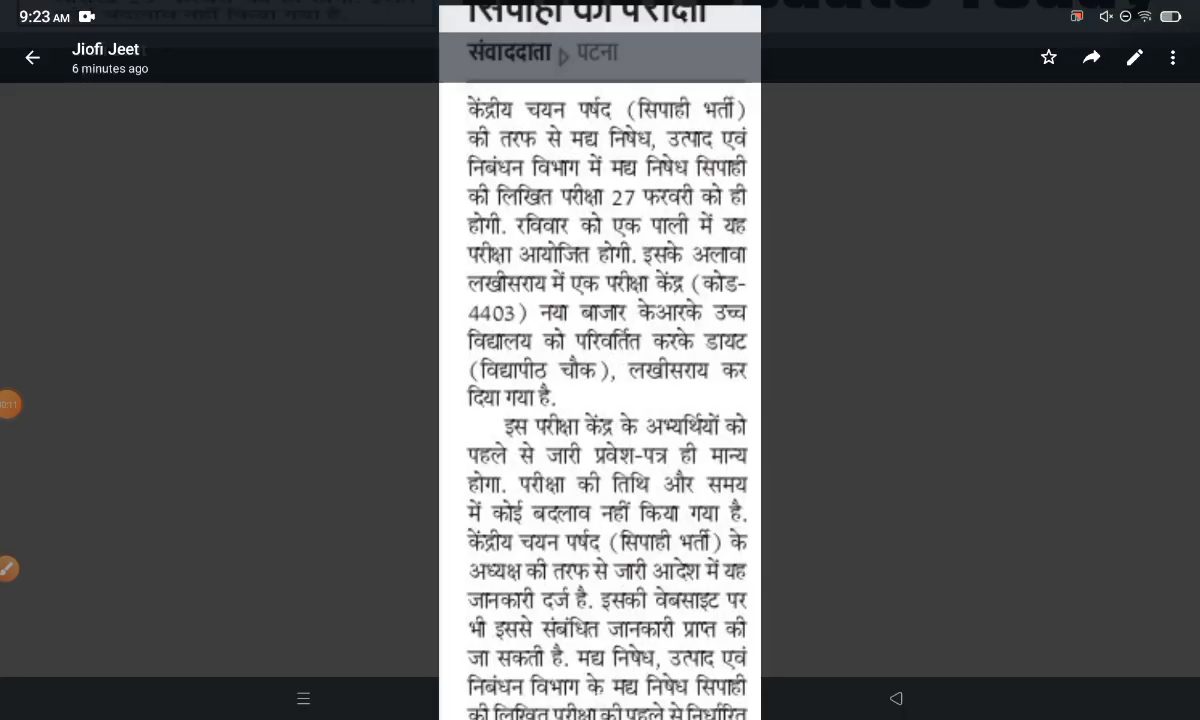 9:23 AM
Jiofi Jeet
6 minutes ago
सिपाही की परीक्षा
संवाददाता ▷ पटना
केंद्रीय चयन पर्षद (सिपाही भर्ती)
की तरफ से मद्य निषेध, उत्पाद एवं
निबंधन विभाग में मद्य निषेध सिपाही
की लिखित परीक्षा 27 फरवरी को ही
होगी. रविवार को एक पाली में यह
परीक्षा आयोजित होगी. इसके अलावा
लखीसराय में एक परीक्षा केंद्र (कोड-
4403) नया बाजार केआरके उच्च
विद्यालय को परिवर्तित करके डायट
(विद्यापीठ चौक), लखीसराय कर
दिया गया है.
इस परीक्षा केंद्र के अभ्यर्थियों को
पहले से जारी प्रवेश-पत्र ही मान्य
होगा. परीक्षा की तिथि और समय
में कोई बदलाव नहीं किया गया है.
केंद्रीय चयन पर्षद (सिपाही भर्ती) के
अध्यक्ष की तरफ से जारी आदेश में यह
जानकारी दर्ज है. इसकी वेबसाइट पर
भी इससे संबंधित जानकारी प्राप्त की
जा सकती है. मद्य निषेध, उत्पाद एवं
निबंधन विभाग के मद्य निषेध सिपाही
की लिखित परीक्षा की पहले से निर्धारित
00:11